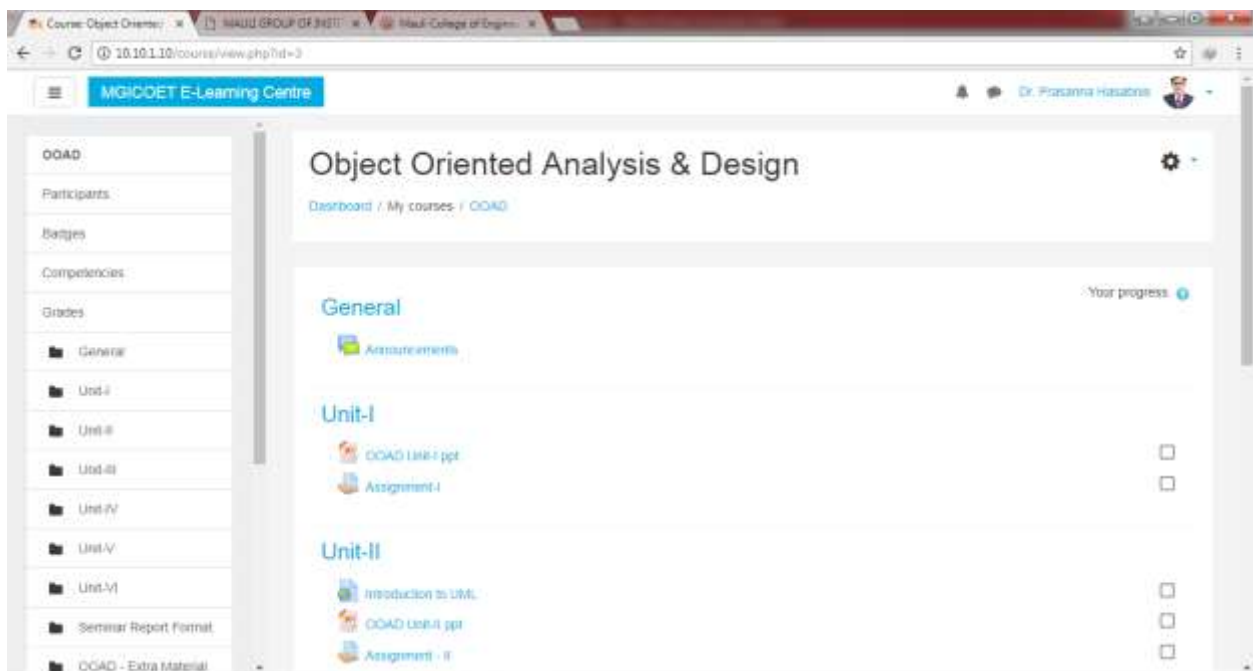 Course: Object Oriented
MAULI GROUP OF INSTI
Mauli College of Engine
10.10.1.10/course/view.php?id=3
MGICOET E-Learning Centre
Dr. Prasanna Hasabnis
OOAD
Participants
Badges
Competencies
Grades
General
Unit-I
Unit-II
Unit-III
Unit-IV
Unit-V
Unit-VI
Seminar Report Format
OOAD - Extra Material
Object Oriented Analysis & Design
Dashboard / My courses / OOAD
Your progress
General
Announcements
Unit-I
OOAD Unit-I ppt
Assignment-I
Unit-II
Introduction to UML
OOAD Unit-II ppt
Assignment - II